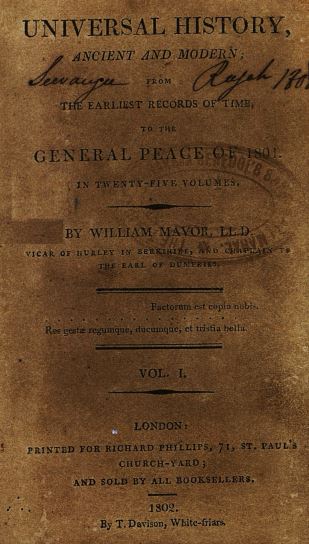 UNIVERSAL HISTORY,
ANCIENT AND MODERN;
FROM
THE EARLIEST RECORDS OF TIME,
TO THE
GENERAL PEACE OF 1801.
IN TWENTY-FIVE VOLUMES.
BY WILLIAM MAVOR, LL.D.
VICAR OF HURLEY IN BERKSHIRE, AND CHAPLAIN TO
THE EARL OF DUMFRIES.
Factorum est copia nobis.
Res gestæ regumque, ducumque, et tristia bella.
VOL. I.
LONDON:
PRINTED FOR RICHARD PHILLIPS, 71, ST. PAUL'S
CHURCH-YARD;
AND SOLD BY ALL BOOKSELLERS.
1802.
By T. Davison, White-friars.